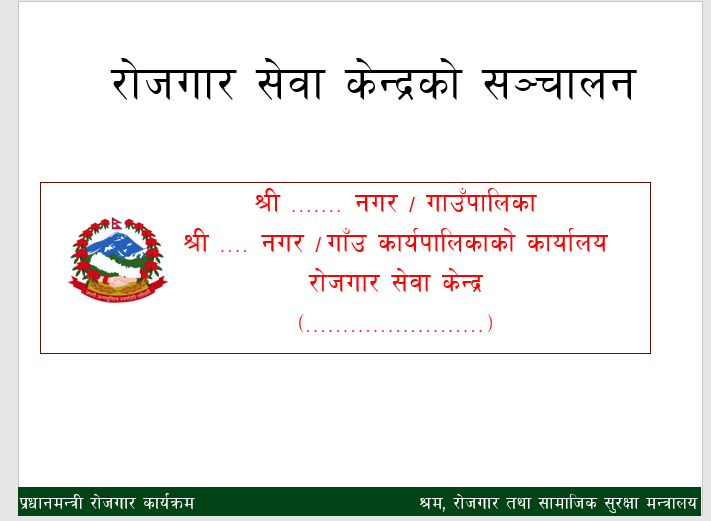 रोजगार सेवा केन्द्रको सञ्चालन
श्री ....... नगर / गाउँपालिका
श्री .... नगर / गाँउ कार्यपालिकाको कार्यालय
रोजगार सेवा केन्द्र
(........................)
प्रधानमन्त्री रोजगार कार्यक्रम
श्रम, रोजगार तथा सामाजिक सुरक्षा मन्त्रालय